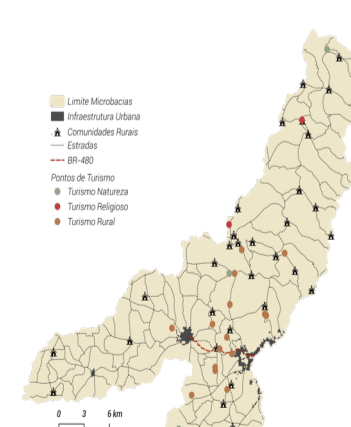 Limite Microbacias
Infraestrutura Urbana
Comunidades Rurais
Estradas
BR-480
Pontos de Turismo
Turismo Natureza
Turismo Religioso
Turismo Rural
0 3 6 km